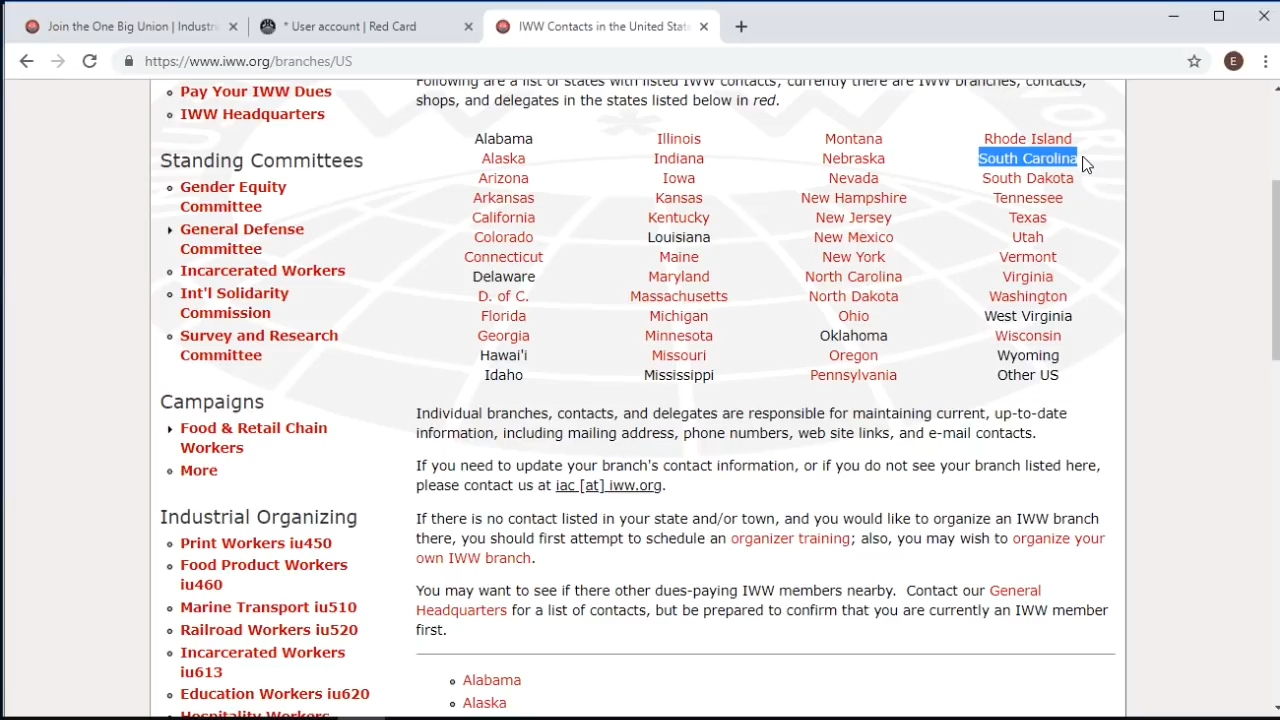 Join the One Big Union | Industri
* User account | Red Card
IWW Contacts in the United State
https://www.iww.org/branches/US
E
Pay Your IWW Dues
IWW Headquarters
Standing Committees
Gender Equity
Committee
General Defense
Committee
Incarcerated Workers
Int'l Solidarity
Commission
Survey and Research
Committee
Campaigns
Food & Retail Chain
Workers
More
Industrial Organizing
Print Workers iu450
Food Product Workers
iu460
Marine Transport iu510
Railroad Workers iu520
Incarcerated Workers
iu613
Education Workers iu620
Hospitality Workers
Following are a list of states with listed IWW contacts, currently there are IWW branches, contacts,
shops, and delegates in the states listed below in red.
Alabama Illinois Montana Rhode Island
Alaska Indiana Nebraska South Carolina
Arizona Iowa Nevada South Dakota
Arkansas Kansas New Hampshire Tennessee
California Kentucky New Jersey Texas
Colorado Louisiana New Mexico Utah
Connecticut Maine New York Vermont
Delaware Maryland North Carolina Virginia
D. of C. Massachusetts North Dakota Washington
Florida Michigan Ohio West Virginia
Georgia Minnesota Oklahoma Wisconsin
Hawai'i Missouri Oregon Wyoming
Idaho Mississippi Pennsylvania Other US
Individual branches, contacts, and delegates are responsible for maintaining current, up-to-date
information, including mailing address, phone numbers, web site links, and e-mail contacts.
If you need to update your branch's contact information, or if you do not see your branch listed here,
please contact us at iac [at] iww.org.
If there is no contact listed in your state and/or town, and you would like to organize an IWW branch
there, you should first attempt to schedule an organizer training; also, you may wish to organize your
own IWW branch.
You may want to see if there other dues-paying IWW members nearby. Contact our General
Headquarters for a list of contacts, but be prepared to confirm that you are currently an IWW member
first.
Alabama
Alaska